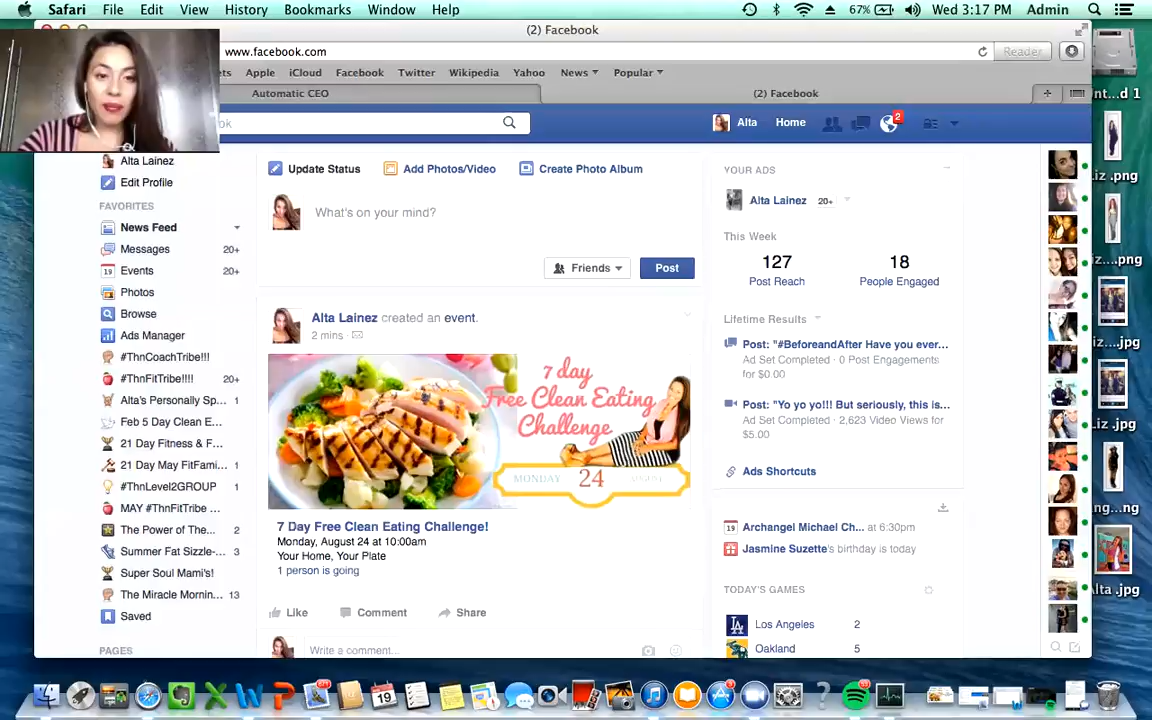 Safari File Edit View History Bookmarks Window Help 67% Wed 3:17 PM Admin
(2) Facebook
www.facebook.com Reader
Apple iCloud Facebook Twitter Wikipedia Yahoo News Popular
Automatic CEO (2) Facebook
Alta Home 2
Alta Lainez
Edit Profile
FAVORITES
News Feed
Messages 20+
Events 20+
Photos
Browse
Ads Manager
#ThnCoachTribe!!!
#ThnFitTribe!!!! 20+
Alta's Personally Sp... 1
Feb 5 Day Clean E...
21 Day Fitness & F...
21 Day May FitFami... 1
#ThnLevel2GROUP 1
MAY #ThnFitTribe ...
The Power of The... 2
Summer Fat Sizzle-... 3
Super Soul Mami's!
The Miracle Mornin... 13
Saved
PAGES
Update Status Add Photos/Video Create Photo Album
What's on your mind?
Friends Post
Alta Lainez created an event.
2 mins ·
7 day
Free Clean Eating
Challenge
MONDAY 24
7 Day Free Clean Eating Challenge!
Monday, August 24 at 10:00am
Your Home, Your Plate
1 person is going
Like Comment Share
Write a comment...
YOUR ADS
Alta Lainez 20+
This Week
127 18
Post Reach People Engaged
Lifetime Results
Post: "#BeforeandAfter Have you ever...
Ad Set Completed · 0 Post Engagements
for $0.00
Post: "Yo yo yo!!! But seriously, this is...
Ad Set Completed · 2,623 Video Views for
$5.00
Ads Shortcuts
Archangel Michael Ch... at 6:30pm
Jasmine Suzette's birthday is today
TODAY'S GAMES
Los Angeles 2
Oakland 5
Liz .png
Liz .jpg
Alta .jpg
19